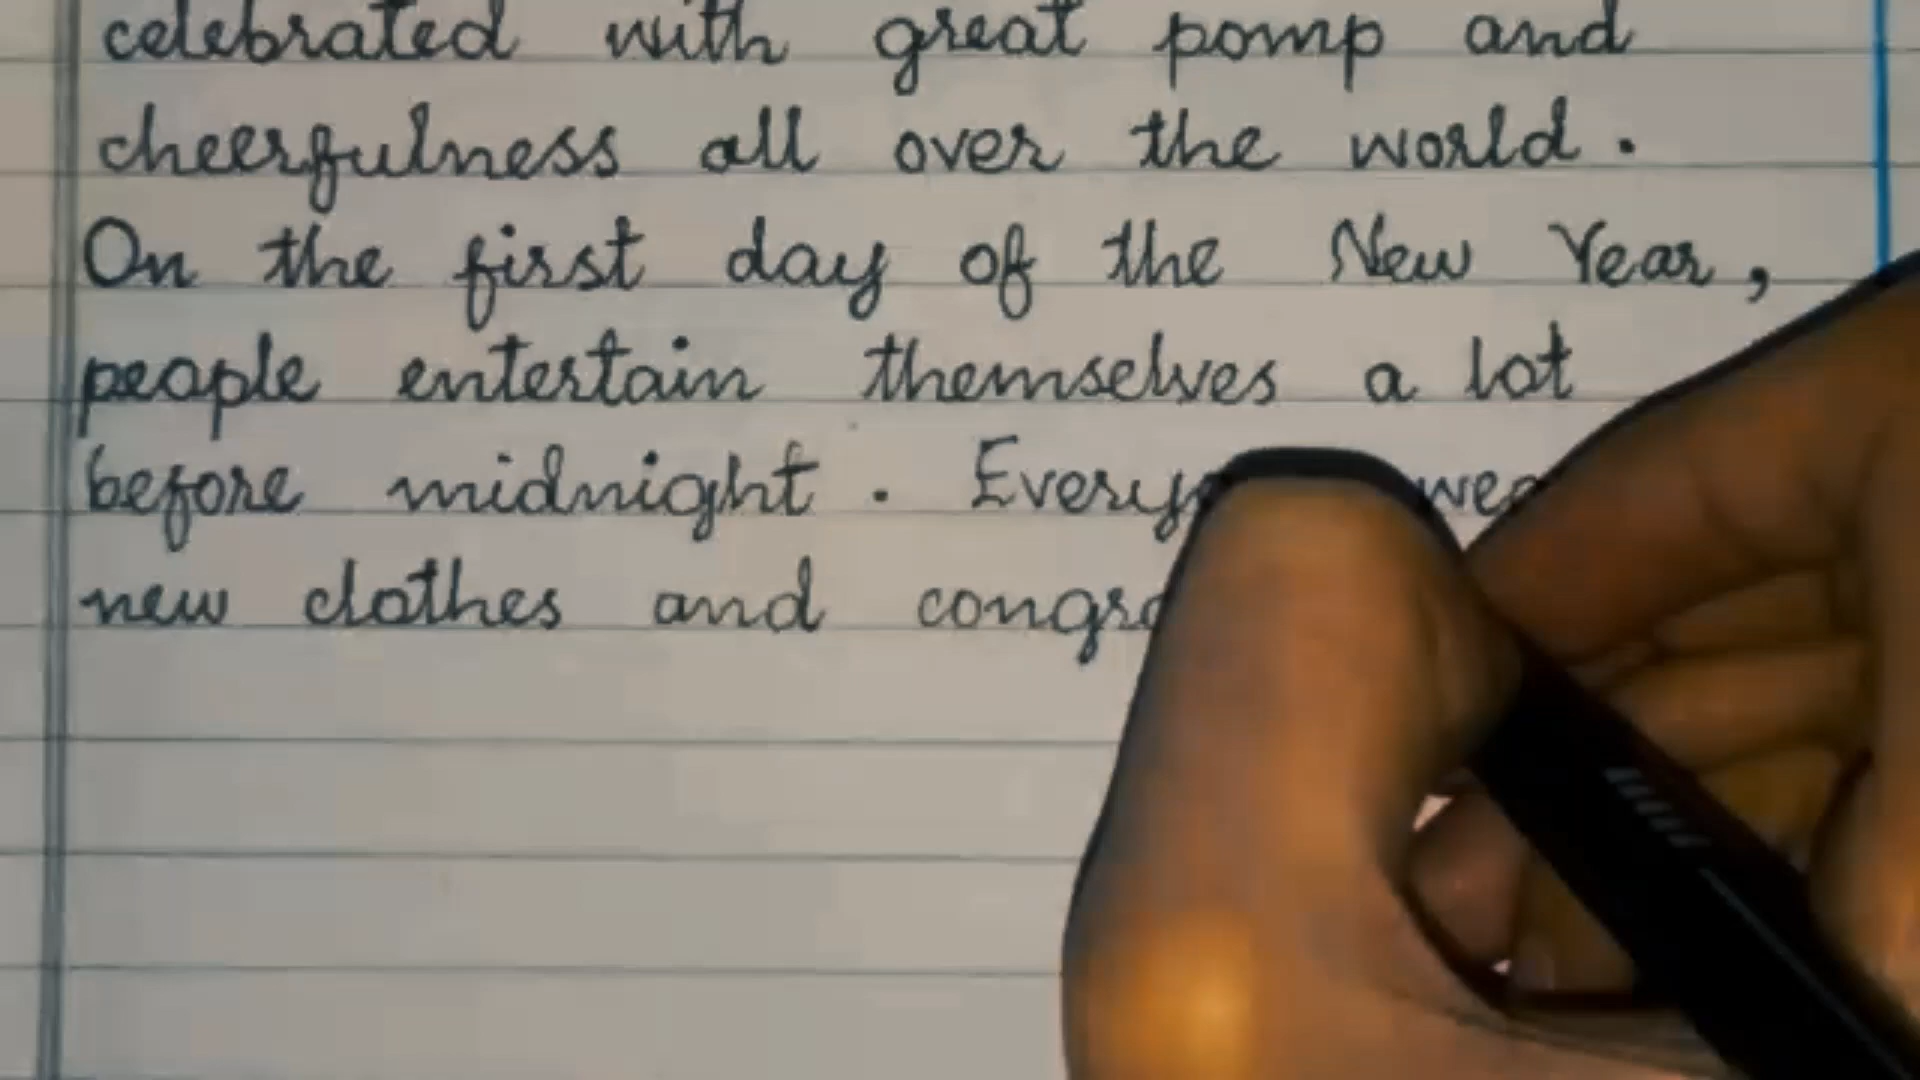 celebrated with great pomp and
cheerfulness all over the world.
On the first day of the New Year,
people entertain themselves a lot
before midnight. 
new clothes and